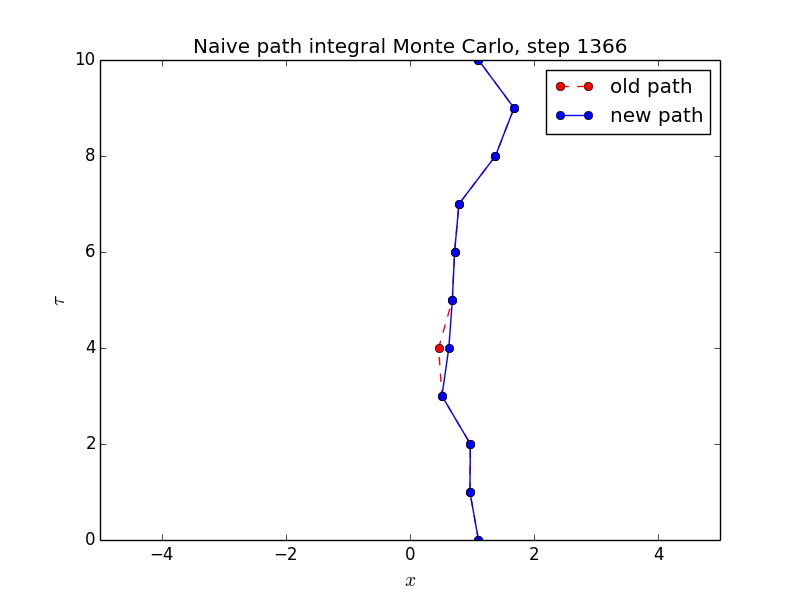 Naive path integral Monte Carlo, step 1366
10
old path
new path
8
6
τ
4
2
0
−4 −2 0 2 4
x